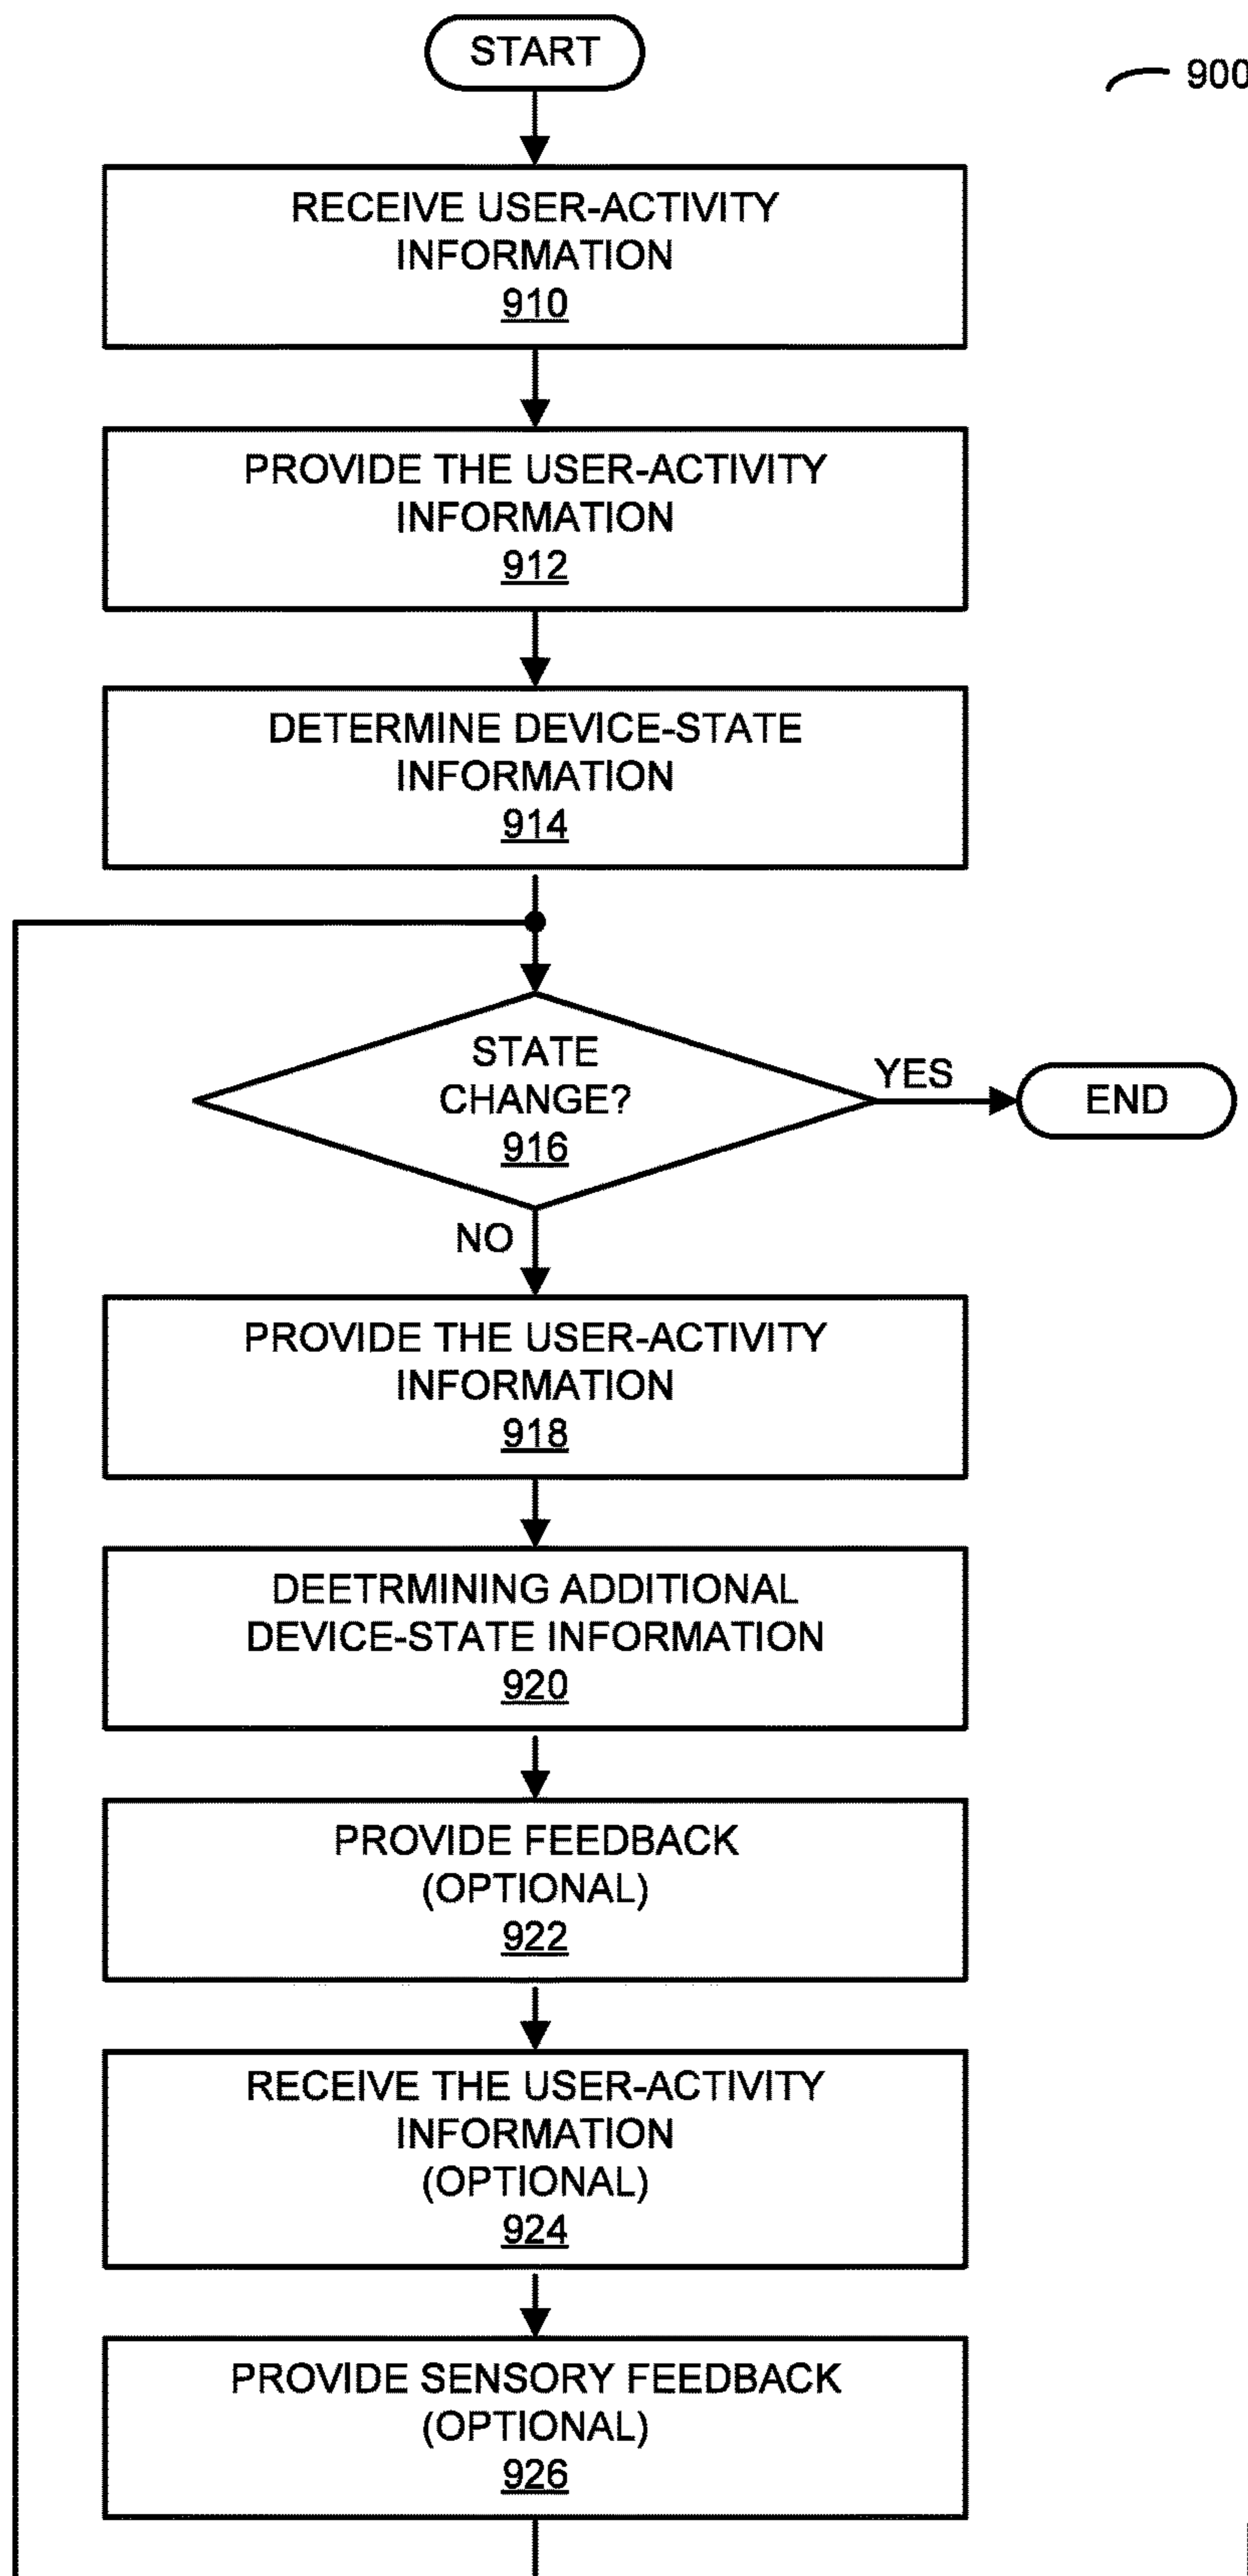 START
900
RECEIVE USER-ACTIVITY
INFORMATION
910
PROVIDE THE USER-ACTIVITY
INFORMATION
912
DETERMINE DEVICE-STATE
INFORMATION
914
STATE
CHANGE?
916
YES
END
NO
PROVIDE THE USER-ACTIVITY
INFORMATION
918
DEETRMINING ADDITIONAL
DEVICE-STATE INFORMATION
920
PROVIDE FEEDBACK
(OPTIONAL)
922
RECEIVE THE USER-ACTIVITY
INFORMATION
(OPTIONAL)
924
PROVIDE SENSORY FEEDBACK
(OPTIONAL)
926